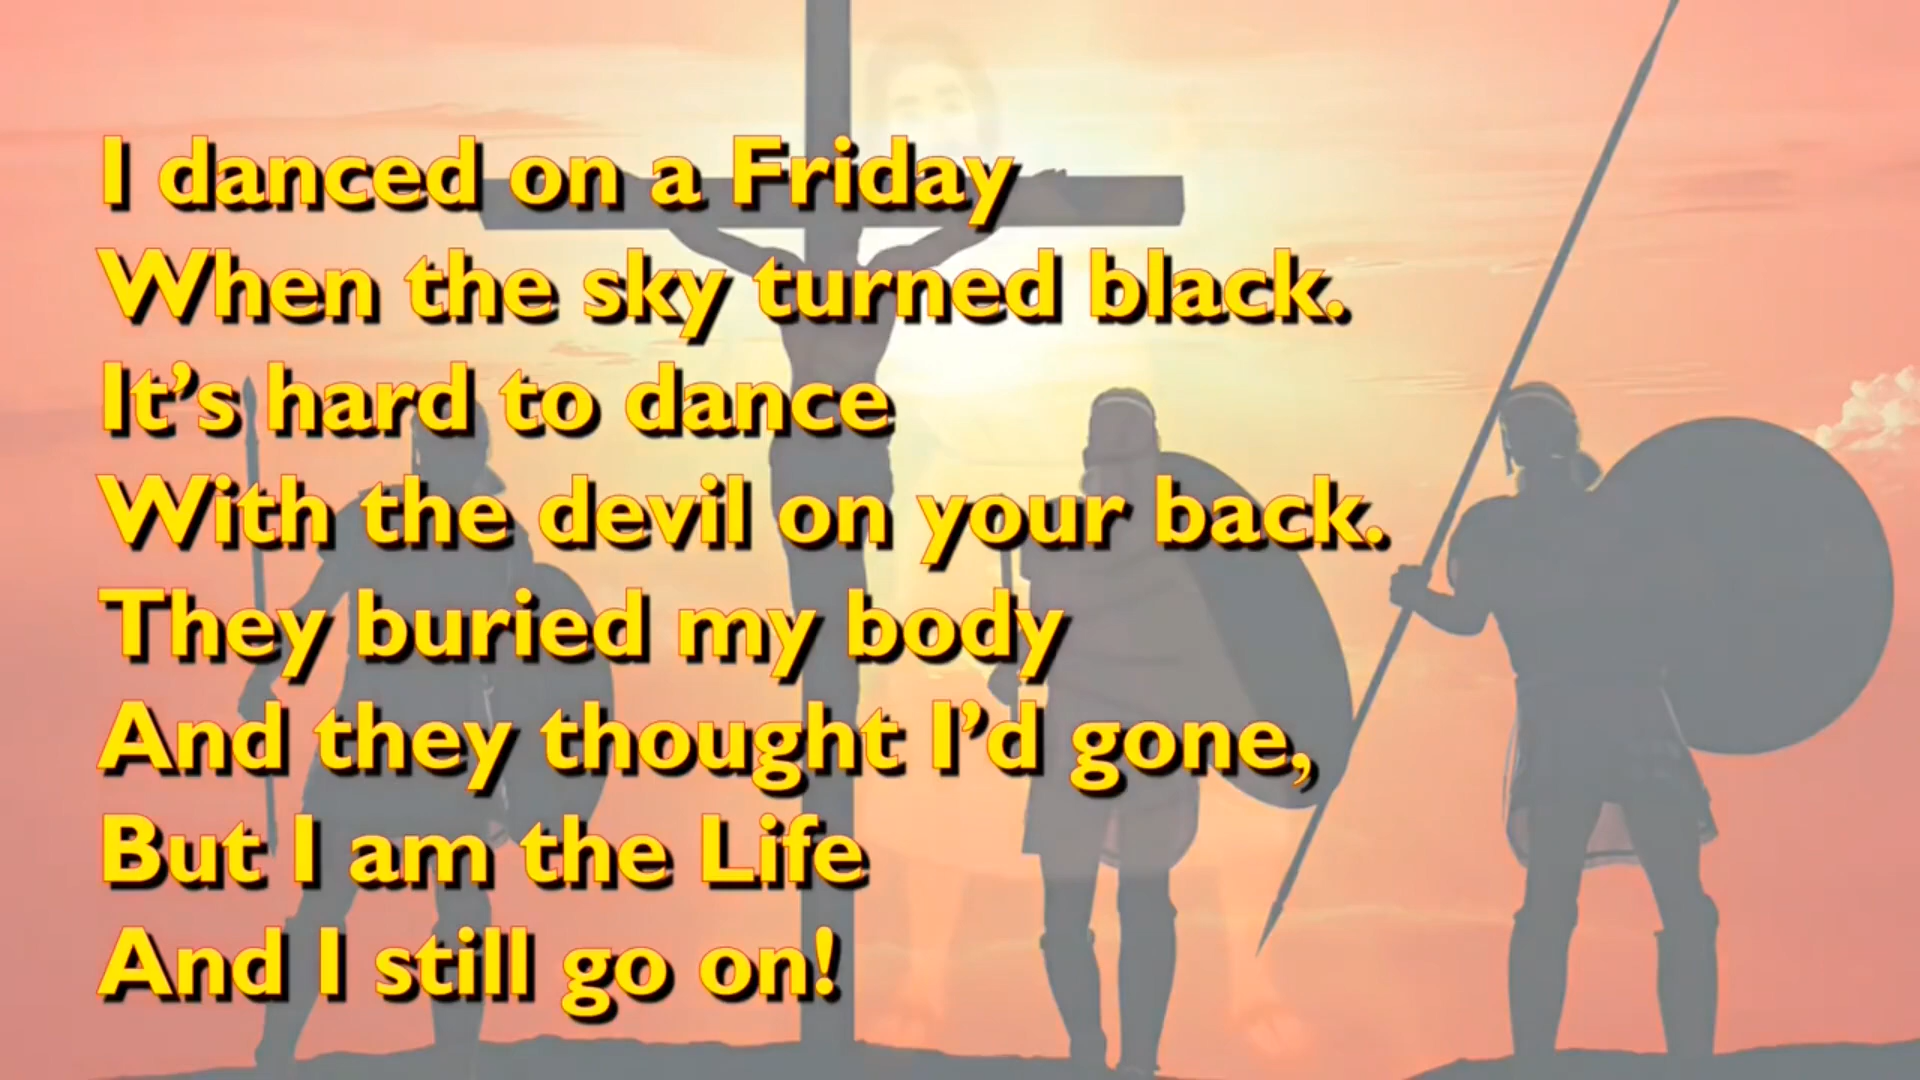 I danced on a Friday
When the sky turned black.
It's hard to dance
With the devil on your back.
They buried my body
And they thought I'd gone,
But I am the Life
And I still go on!